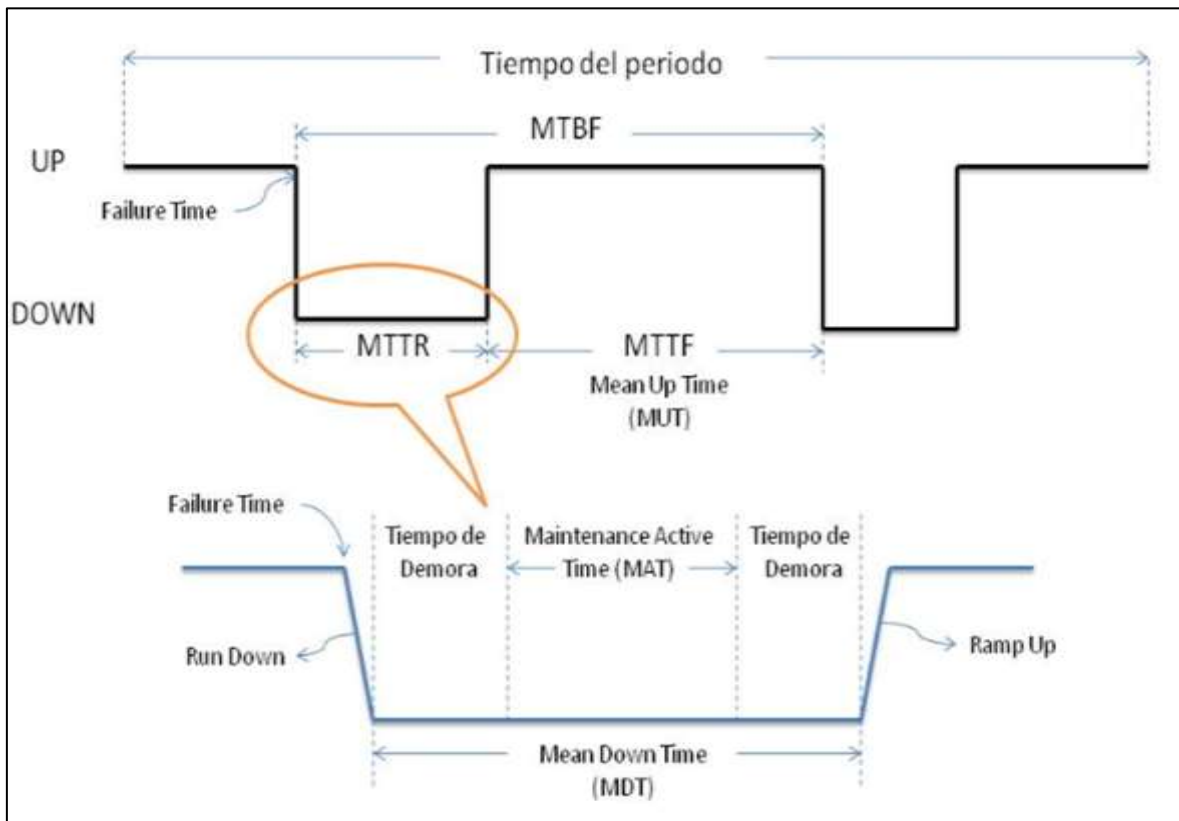 Tiempo del periodo
MTBF
UP
Failure Time
DOWN
MTTR
MTTF
Mean Up Time
(MUT)
Failure Time
Tiempo de
Demora
Maintenance Active
Time (MAT)
Tiempo de
Demora
Run Down
Ramp Up
Mean Down Time
(MDT)